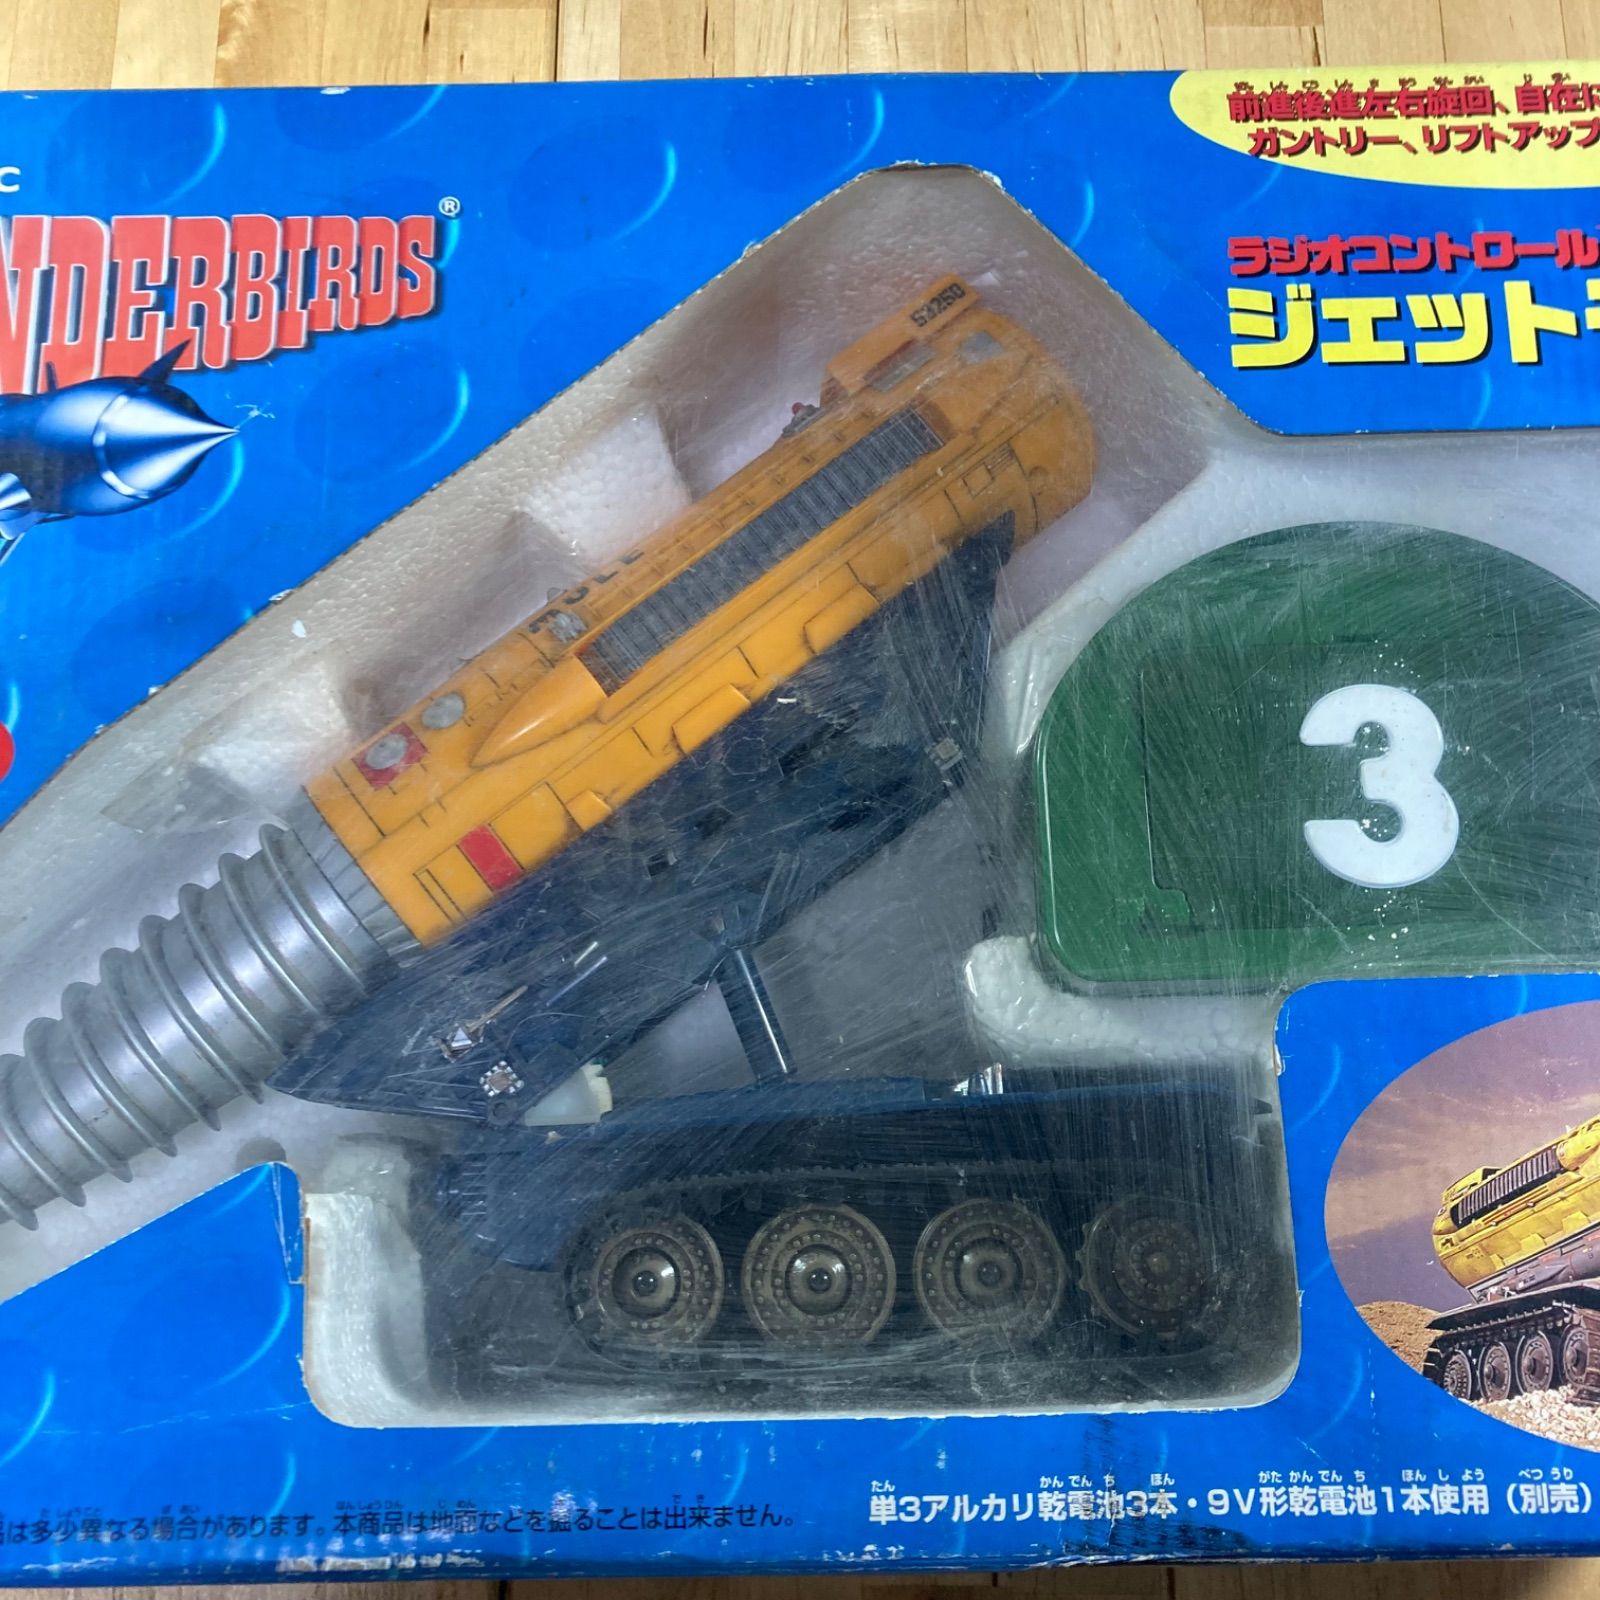 C
NDERBIRDS®
前進後進左右旋回、自在に
ガントリー、リフトアップ
ラジオコントロール
ジェット
S3250
MOLE
3
は多少異なる場合があります。本商品は地面などを掘ることは出来ません。
単3アルカリ乾電池3本・9V形乾電池1本使用（別売）